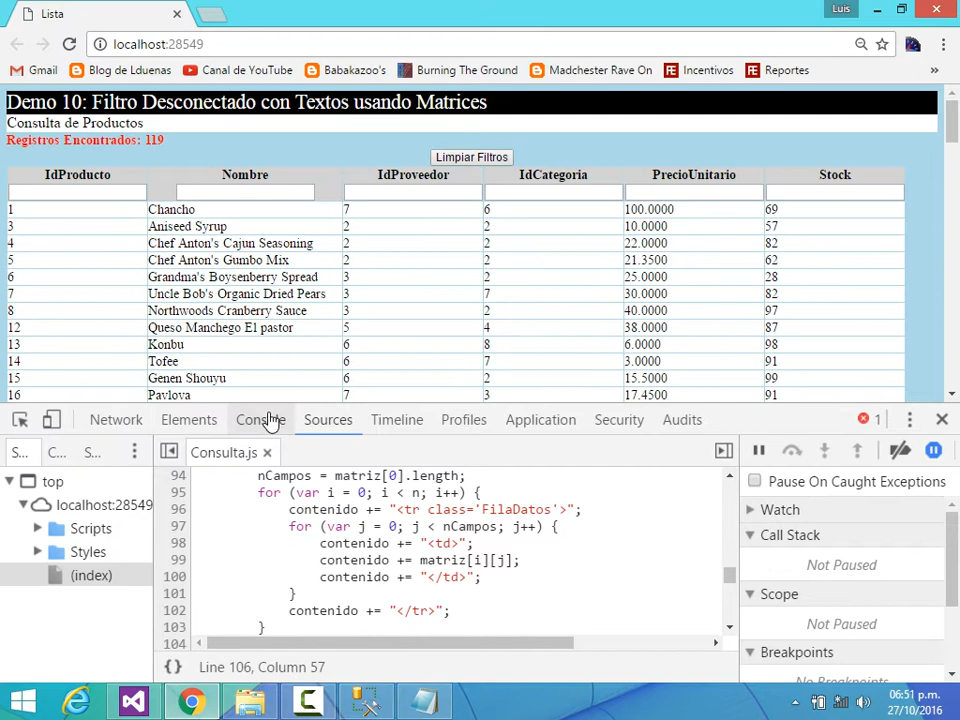 Lista
Luis
localhost:28549
Gmail Blog de Lduenas Canal de YouTube Babakazoo's Burning The Ground Madchester Rave On Incentivos Reportes »
Demo 10: Filtro Desconectado con Textos usando Matrices
Consulta de Productos
Registros Encontrados: 119
Limpiar Filtros
IdProducto Nombre IdProveedor IdCategoria PrecioUnitario Stock
1 Chancho 7 6 100.0000 69
3 Aniseed Syrup 2 2 10.0000 57
4 Chef Anton's Cajun Seasoning 2 2 22.0000 82
5 Chef Anton's Gumbo Mix 2 2 21.3500 62
6 Grandma's Boysenberry Spread 3 2 25.0000 28
7 Uncle Bob's Organic Dried Pears 3 7 30.0000 82
8 Northwoods Cranberry Sauce 3 2 40.0000 97
12 Queso Manchego El pastor 5 4 38.0000 87
13 Konbu 6 8 6.0000 98
14 Tofee 6 7 3.0000 91
15 Genen Shouyu 6 2 15.5000 99
16 Pavlova 7 3 17.4500 91
Network Elements Sources Timeline Profiles Application Security Audits 1
S... C... S... Consulta.js
top
localhost:28549
Scripts
Styles
(index)
94 nCampos = matriz[0].length;
95 for (var i = 0; i < n; i++) {
96 contenido += "<tr class='FilaDatos'>";
97 for (var j = 0; j < nCampos; j++) {
98 contenido += "<td>";
99 contenido += matriz[i][j];
100 contenido += "</td>";
101 }
102 contenido += "</tr>";
103 }
104
{} Line 106, Column 57
Pause On Caught Exceptions
Watch
Call Stack
Not Paused
Scope
Not Paused
Breakpoints
06:51 p.m.
27/10/2016